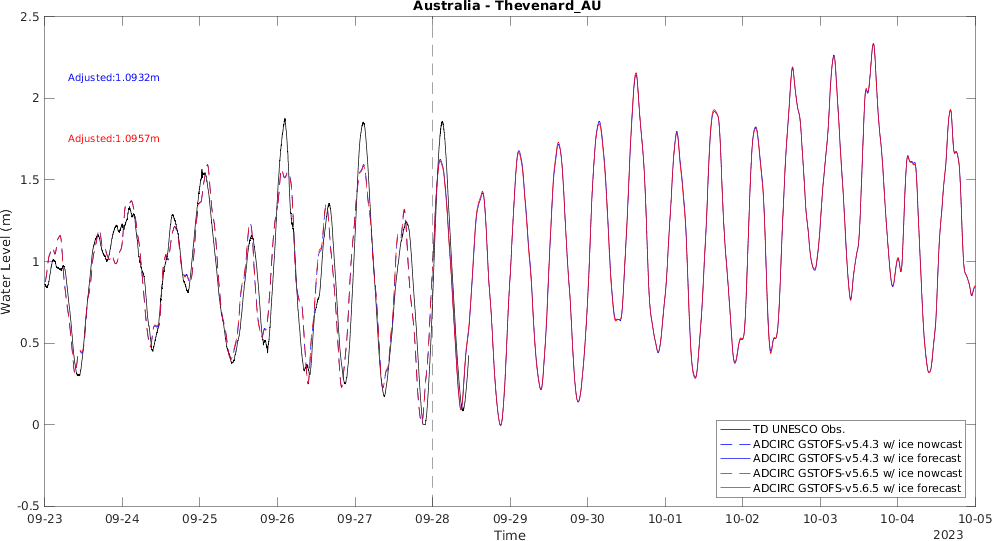 Australia - Thevenard_AU
2.5
2
1.5
1
0.5
0
-0.5
Water Level (m)
Adjusted:1.0932m
Adjusted:1.0957m
TD UNESCO Obs.
ADCIRC GSTOFS-v5.4.3 w/ ice nowcast
ADCIRC GSTOFS-v5.4.3 w/ ice forecast
ADCIRC GSTOFS-v5.6.5 w/ ice nowcast
ADCIRC GSTOFS-v5.6.5 w/ ice forecast
09-23 09-24 09-25 09-26 09-27 09-28 09-29 09-30 10-01 10-02 10-03 10-04 10-05
Time
2023